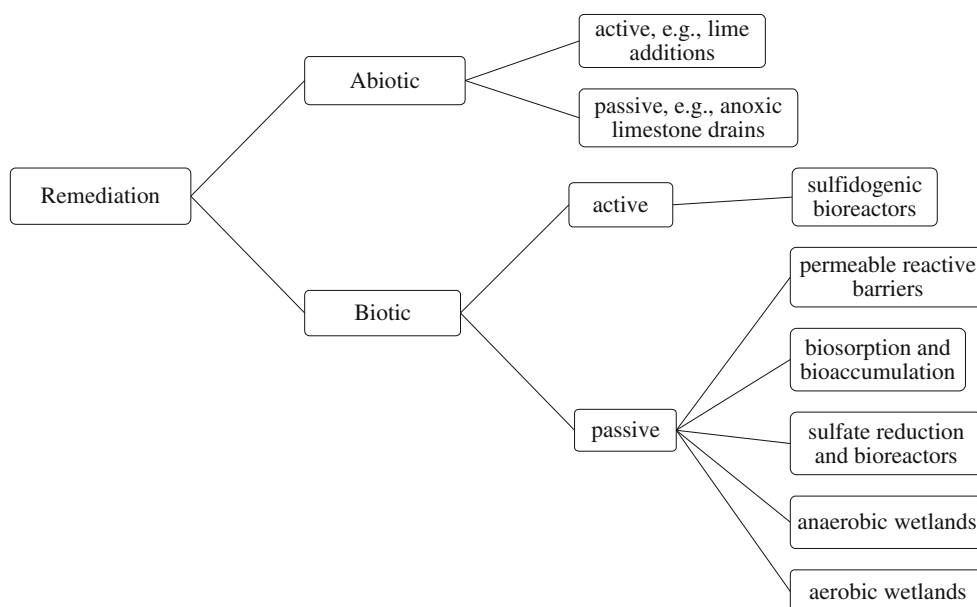 Remediation
Abiotic
active, e.g., lime
additions
passive, e.g., anoxic
limestone drains
Biotic
active
sulfidogenic
bioreactors
passive
permeable reactive
barriers
biosorption and
bioaccumulation
sulfate reduction
and bioreactors
anaerobic wetlands
aerobic wetlands